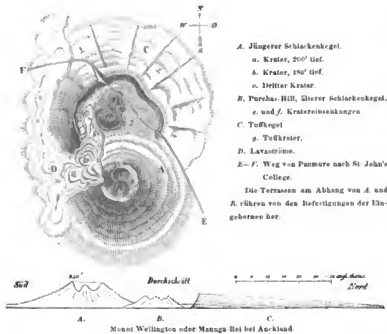 N
W O
F C
A. Jüngerer Schlackenkegel.
a. Krater, 200' tief.
b. Krater, 180' tief.
c. Dritter Krater.
B. Purchas-Hill, älterer Schlackenkegel.
e. und f. Kratereinsenkungen
C. Tuffkegel
g. Tuffkrater.
D. Lavaströme.
E–F. Weg von Panmure nach St John's
College.
Die Terrassen am Abhang von A. und
B. rühren von den Befestigungen der Ein-
gebornen her.
D A
E
Süd Durchschnitt Nord
A. B. C.
Mount Wellington oder Maunga Rei bei Auckland.